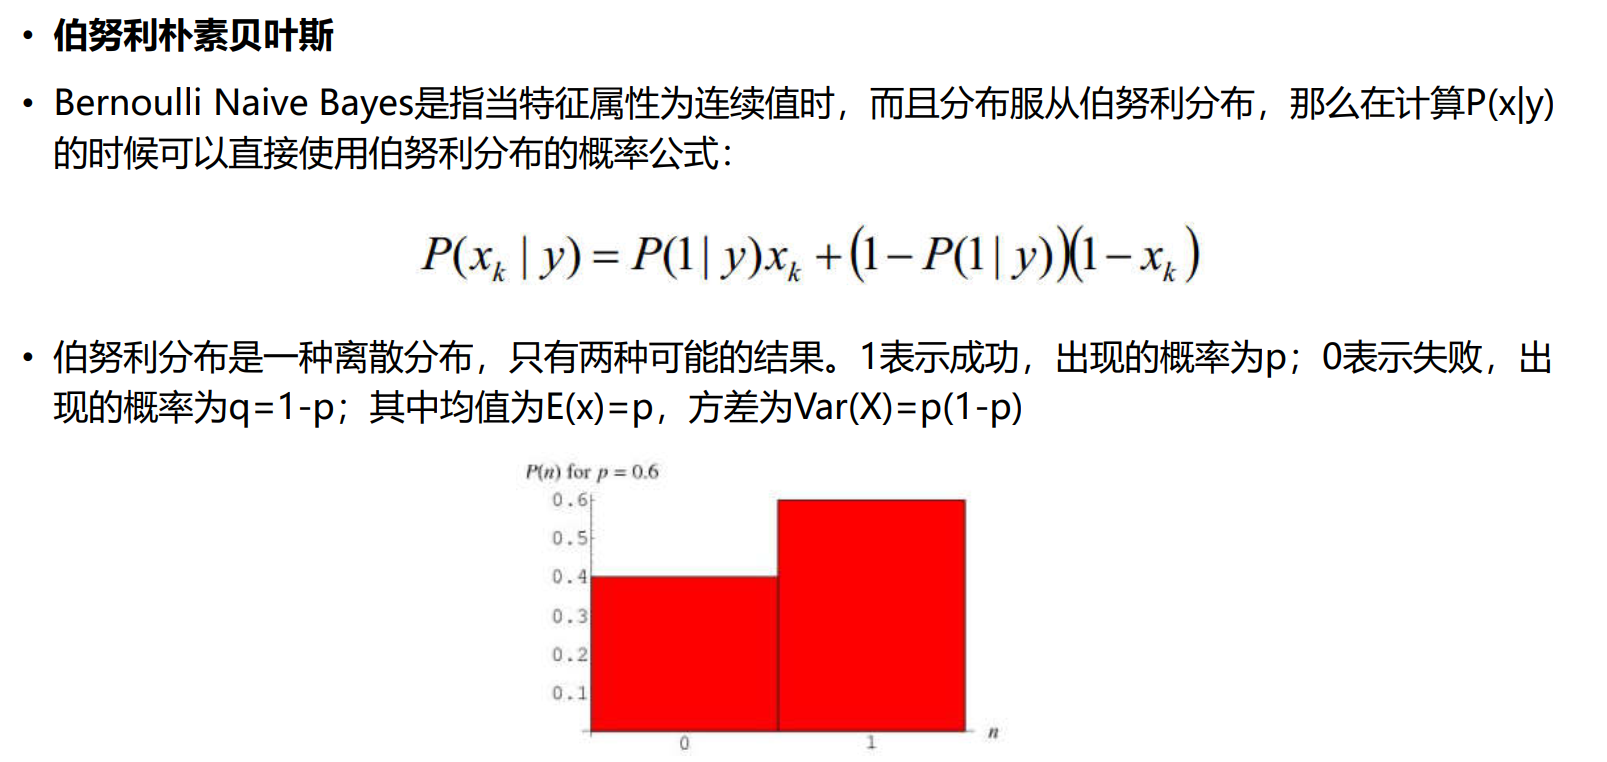 • 伯努利朴素贝叶斯
• Bernoulli Naive Bayes是指当特征属性为连续值时，而且分布服从伯努利分布，那么在计算P(x|y)
的时候可以直接使用伯努利分布的概率公式：
P(xₖ | y) = P(1 | y)xₖ + (1 − P(1 | y))(1 − xₖ)
• 伯努利分布是一种离散分布，只有两种可能的结果。1表示成功，出现的概率为p；0表示失败，出
现的概率为q=1-p；其中均值为E(x)=p，方差为Var(X)=p(1-p)
P(n) for p = 0.6
0.6
0.5
0.4
0.3
0.2
0.1
0 1 n